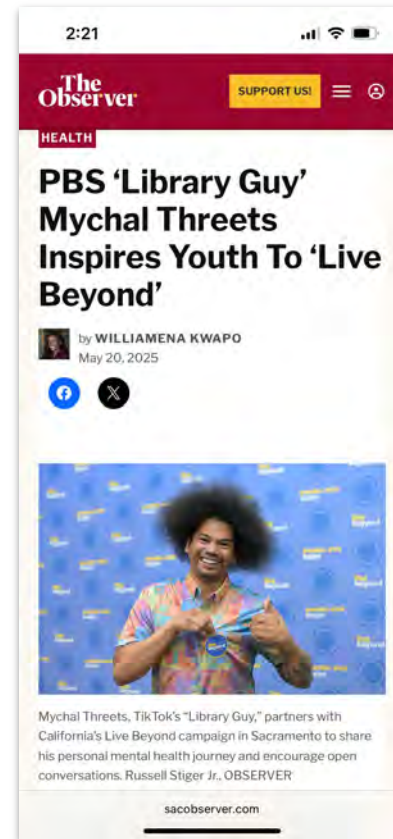 2:21
The
Observer
SUPPORT US!
HEALTH
PBS ‘Library Guy’
Mychal Threets
Inspires Youth To ‘Live
Beyond’
by WILLIAMENA KWAPO
May 20, 2025
Mychal Threets, TikTok’s “Library Guy,” partners with
California’s Live Beyond campaign in Sacramento to share
his personal mental health journey and encourage open
conversations. Russell Stiger Jr., OBSERVER
sacobserver.com